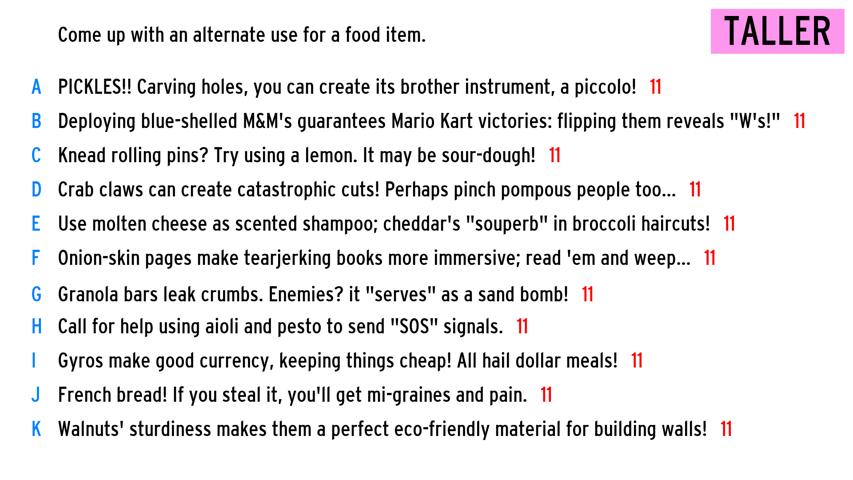 Come up with an alternate use for a food item.
TALLER
A PICKLES!! Carving holes, you can create its brother instrument, a piccolo! 11
B Deploying blue-shelled M&M's guarantees Mario Kart victories: flipping them reveals "W's!" 11
C Knead rolling pins? Try using a lemon. It may be sour-dough! 11
D Crab claws can create catastrophic cuts! Perhaps pinch pompous people too... 11
E Use molten cheese as scented shampoo; cheddar's "souperb" in broccoli haircuts! 11
F Onion-skin pages make tearjerking books more immersive; read 'em and weep... 11
G Granola bars leak crumbs. Enemies? it "serves" as a sand bomb! 11
H Call for help using aioli and pesto to send "SOS" signals. 11
I Gyros make good currency, keeping things cheap! All hail dollar meals! 11
J French bread! If you steal it, you'll get mi-graines and pain. 11
K Walnuts' sturdiness makes them a perfect eco-friendly material for building walls! 11